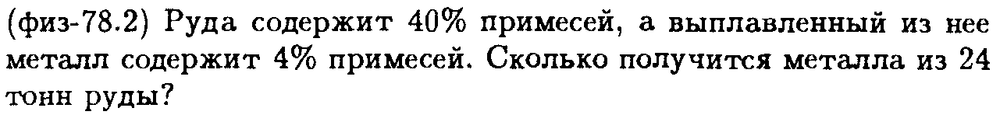 (физ-78.2) Руда содержит 40% примесей, а выплавленный из нее
металл содержит 4% примесей. Сколько получится металла из 24
тонн руды?